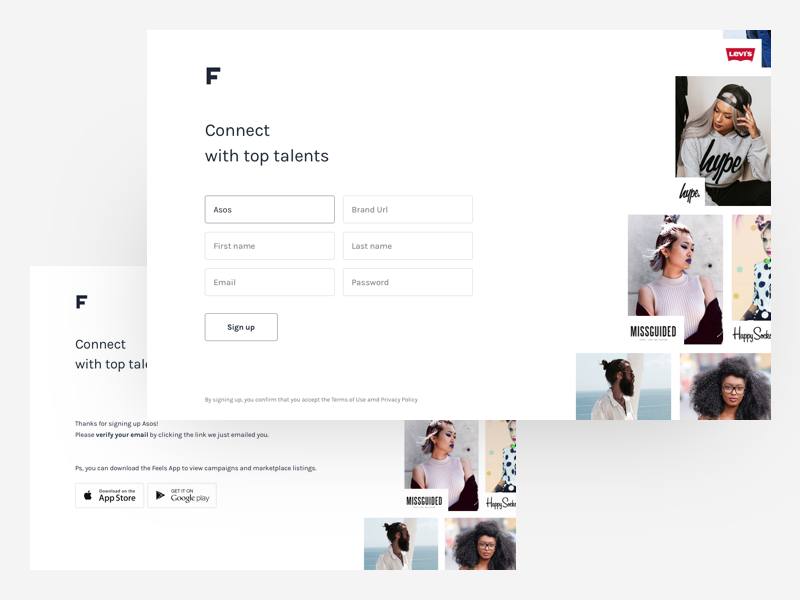 Levi's
F
Connect
with top talents
hype
hype.
Asos
Brand Url
First name
Last name
Email
Password
MISSGUIDED
Happy Socks
Sign up
By signing up, you confirm that you accept the Terms of Use amd Privacy Policy
F
Connect
with top tale
Thanks for signing up Asos!
Please verify your email by clicking the link we just emailed you.
Ps, you can download the Feels App to view campaigns and marketplace listings.
Download on the
App Store
GET IT ON
Google play
MISSGUIDED
Happy Socks